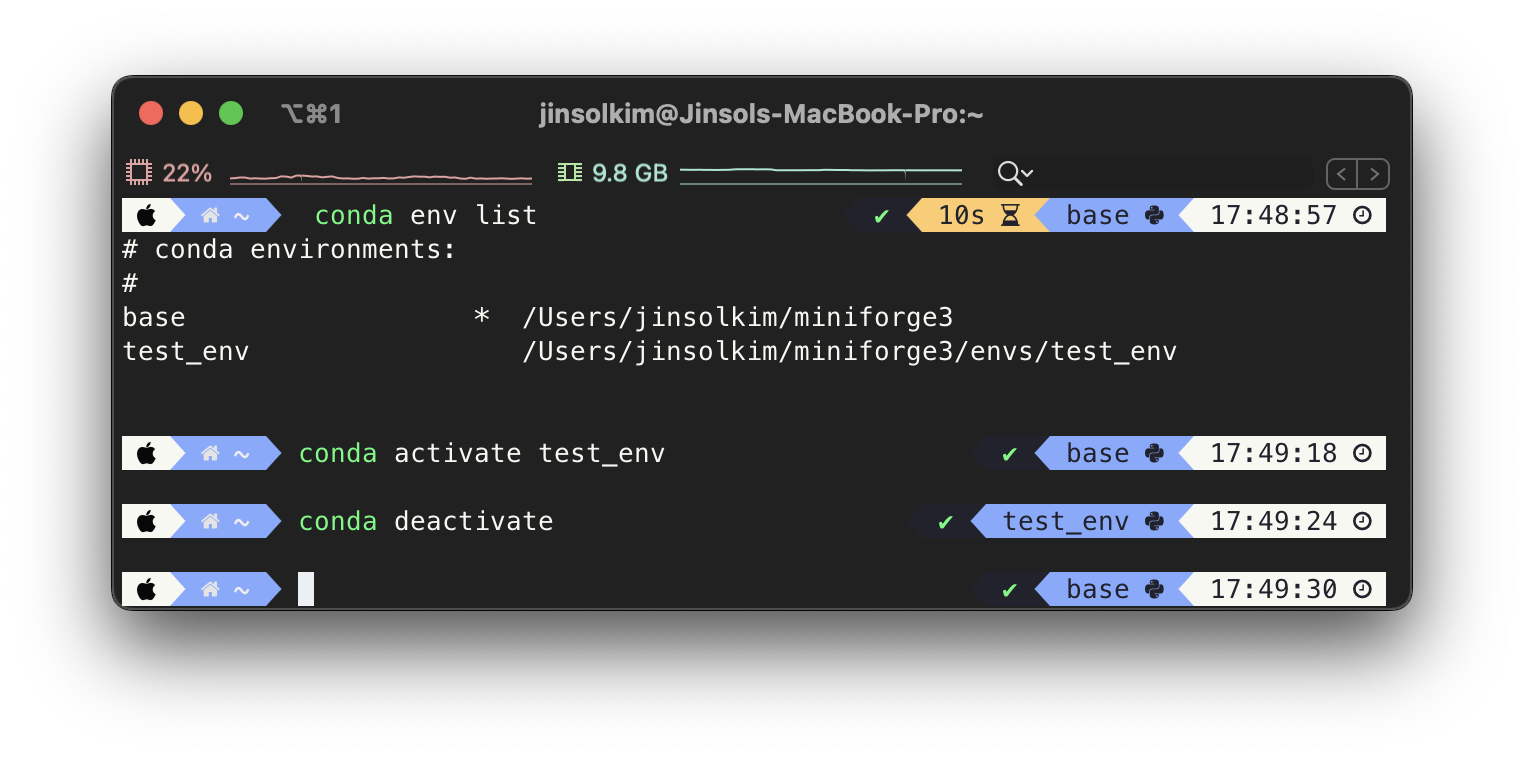 ⌥⌘1 jinsolkim@Jinsols-MacBook-Pro:~
22% 9.8 GB
~ conda env list ✔ 10s base 17:48:57
# conda environments:
#
base * /Users/jinsolkim/miniforge3
test_env /Users/jinsolkim/miniforge3/envs/test_env
~ conda activate test_env ✔ base 17:49:18
~ conda deactivate ✔ test_env 17:49:24
~ ✔ base 17:49:30